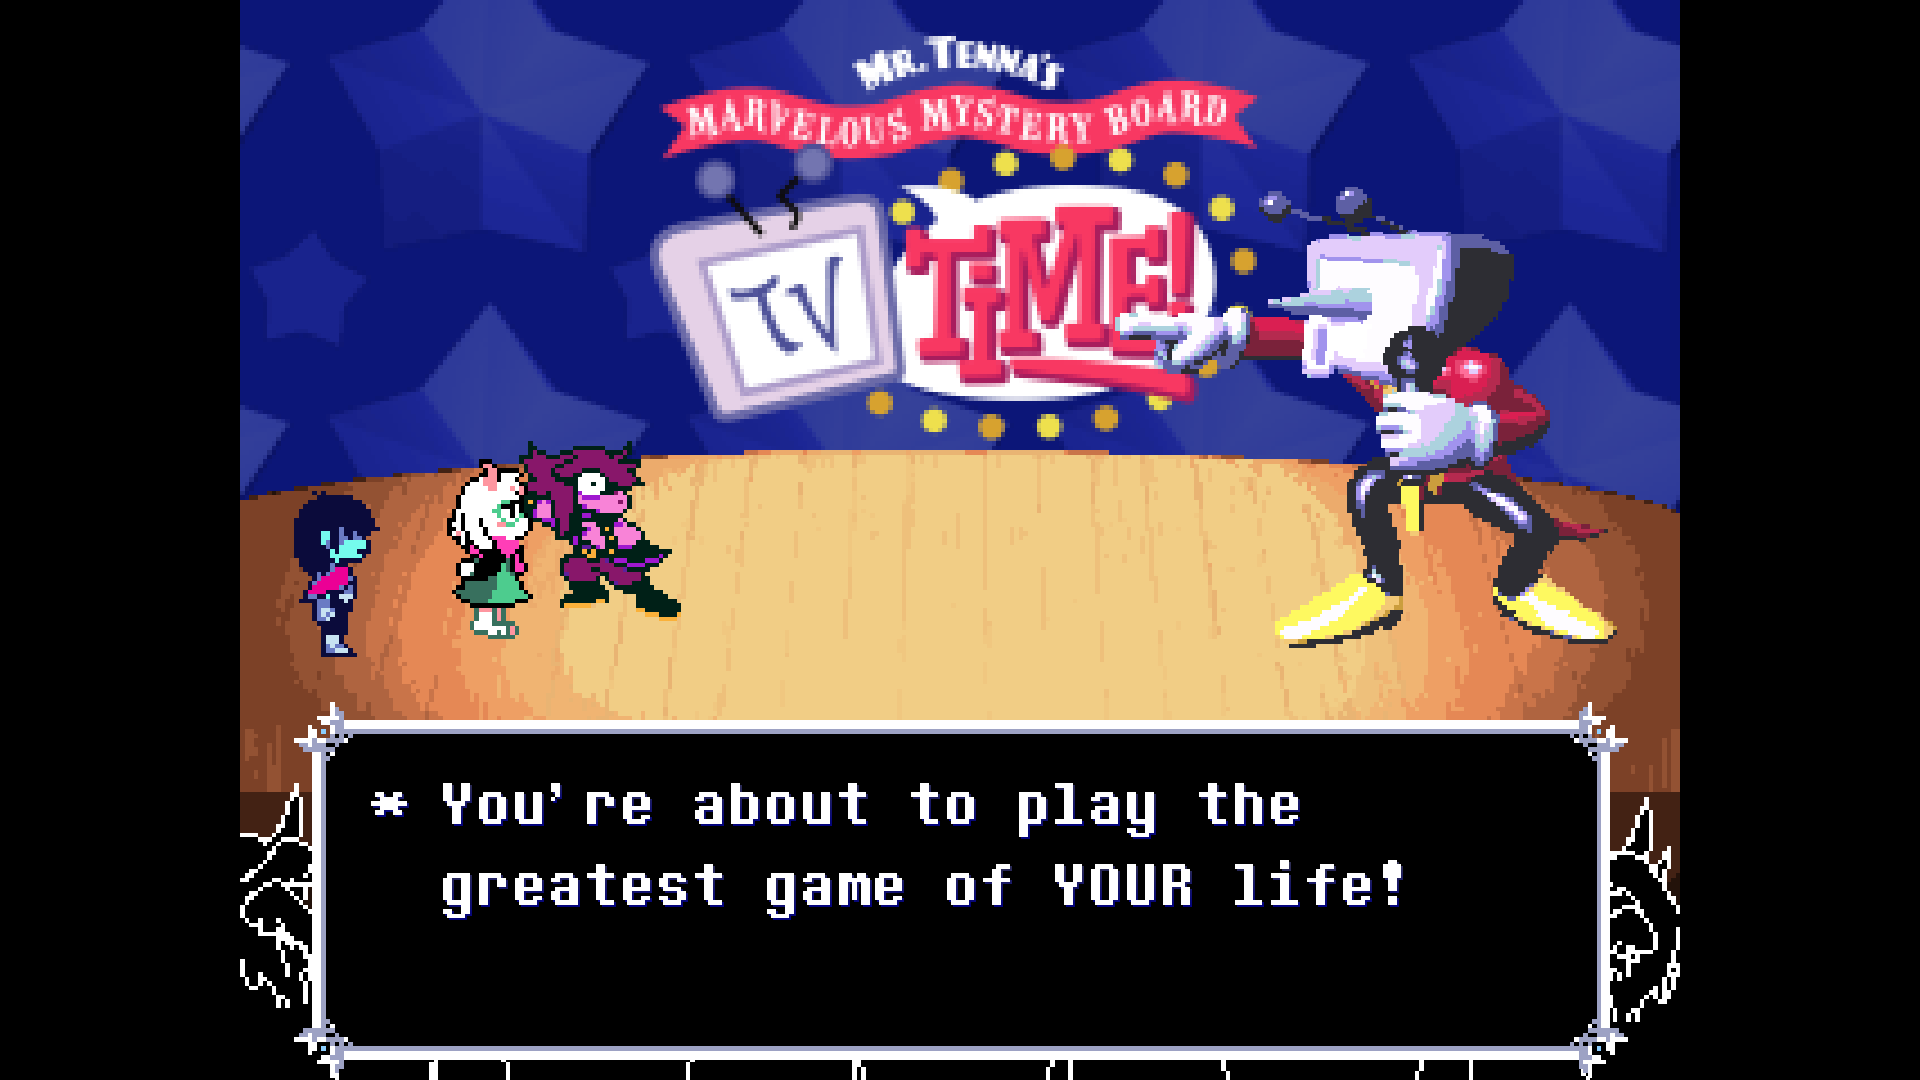 MR. TENNA'S
MARVELOUS MYSTERY BOARD
TV
TiME!
* You're about to play the
greatest game of YOUR life!